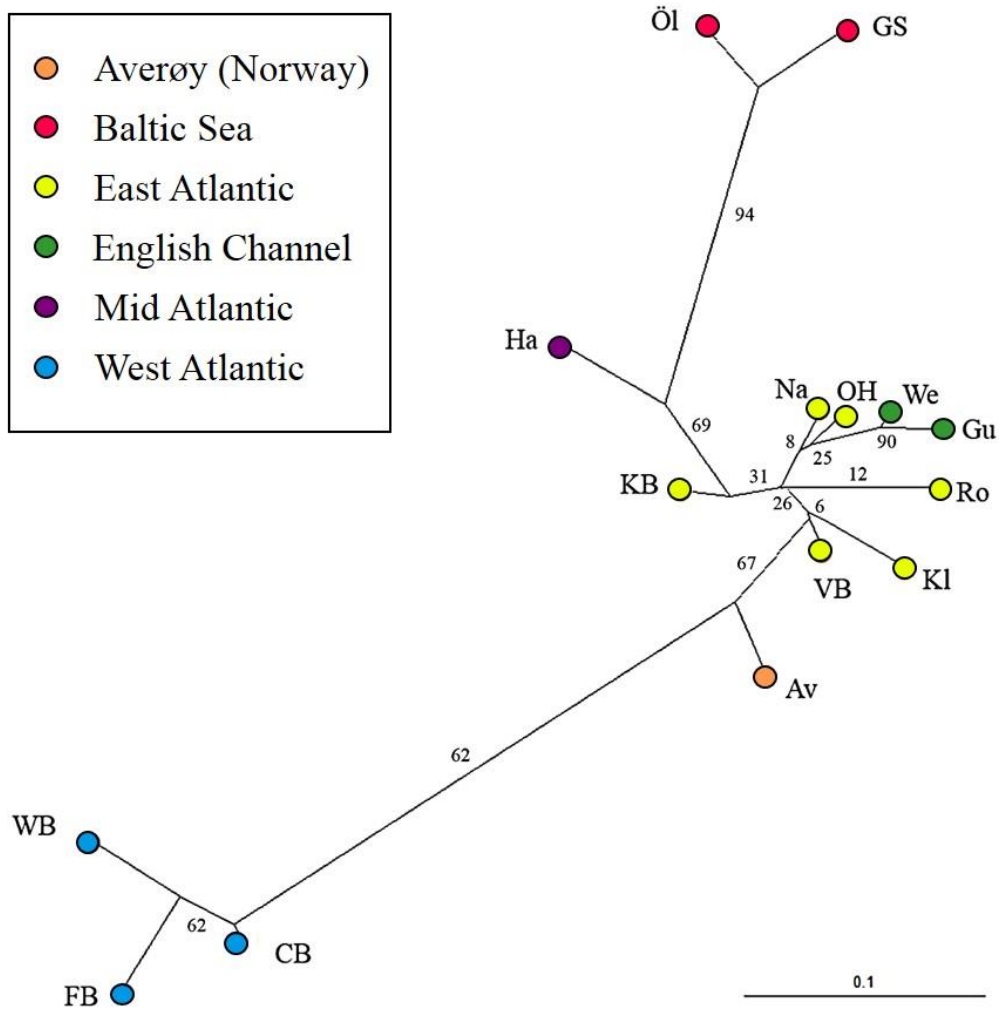 Averøy (Norway)
Baltic Sea
East Atlantic
English Channel
Mid Atlantic
West Atlantic
Öl
GS
94
Ha
Na
OH
We
Gu
69
8
25
90
KB
31
12
Ro
26
6
67
VB
Kl
Av
62
WB
62
CB
FB
0.1